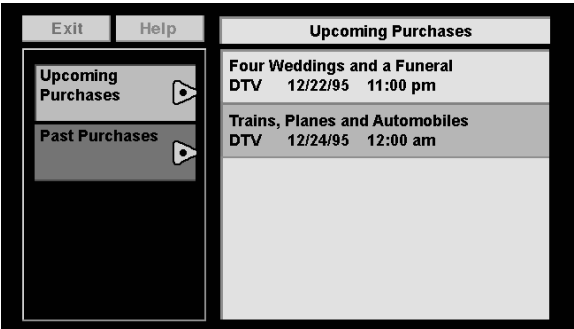 Exit
Help
Upcoming Purchases
Upcoming
Purchases
Past Purchases
Four Weddings and a Funeral
DTV 12/22/95 11:00 pm
Trains, Planes and Automobiles
DTV 12/24/95 12:00 am